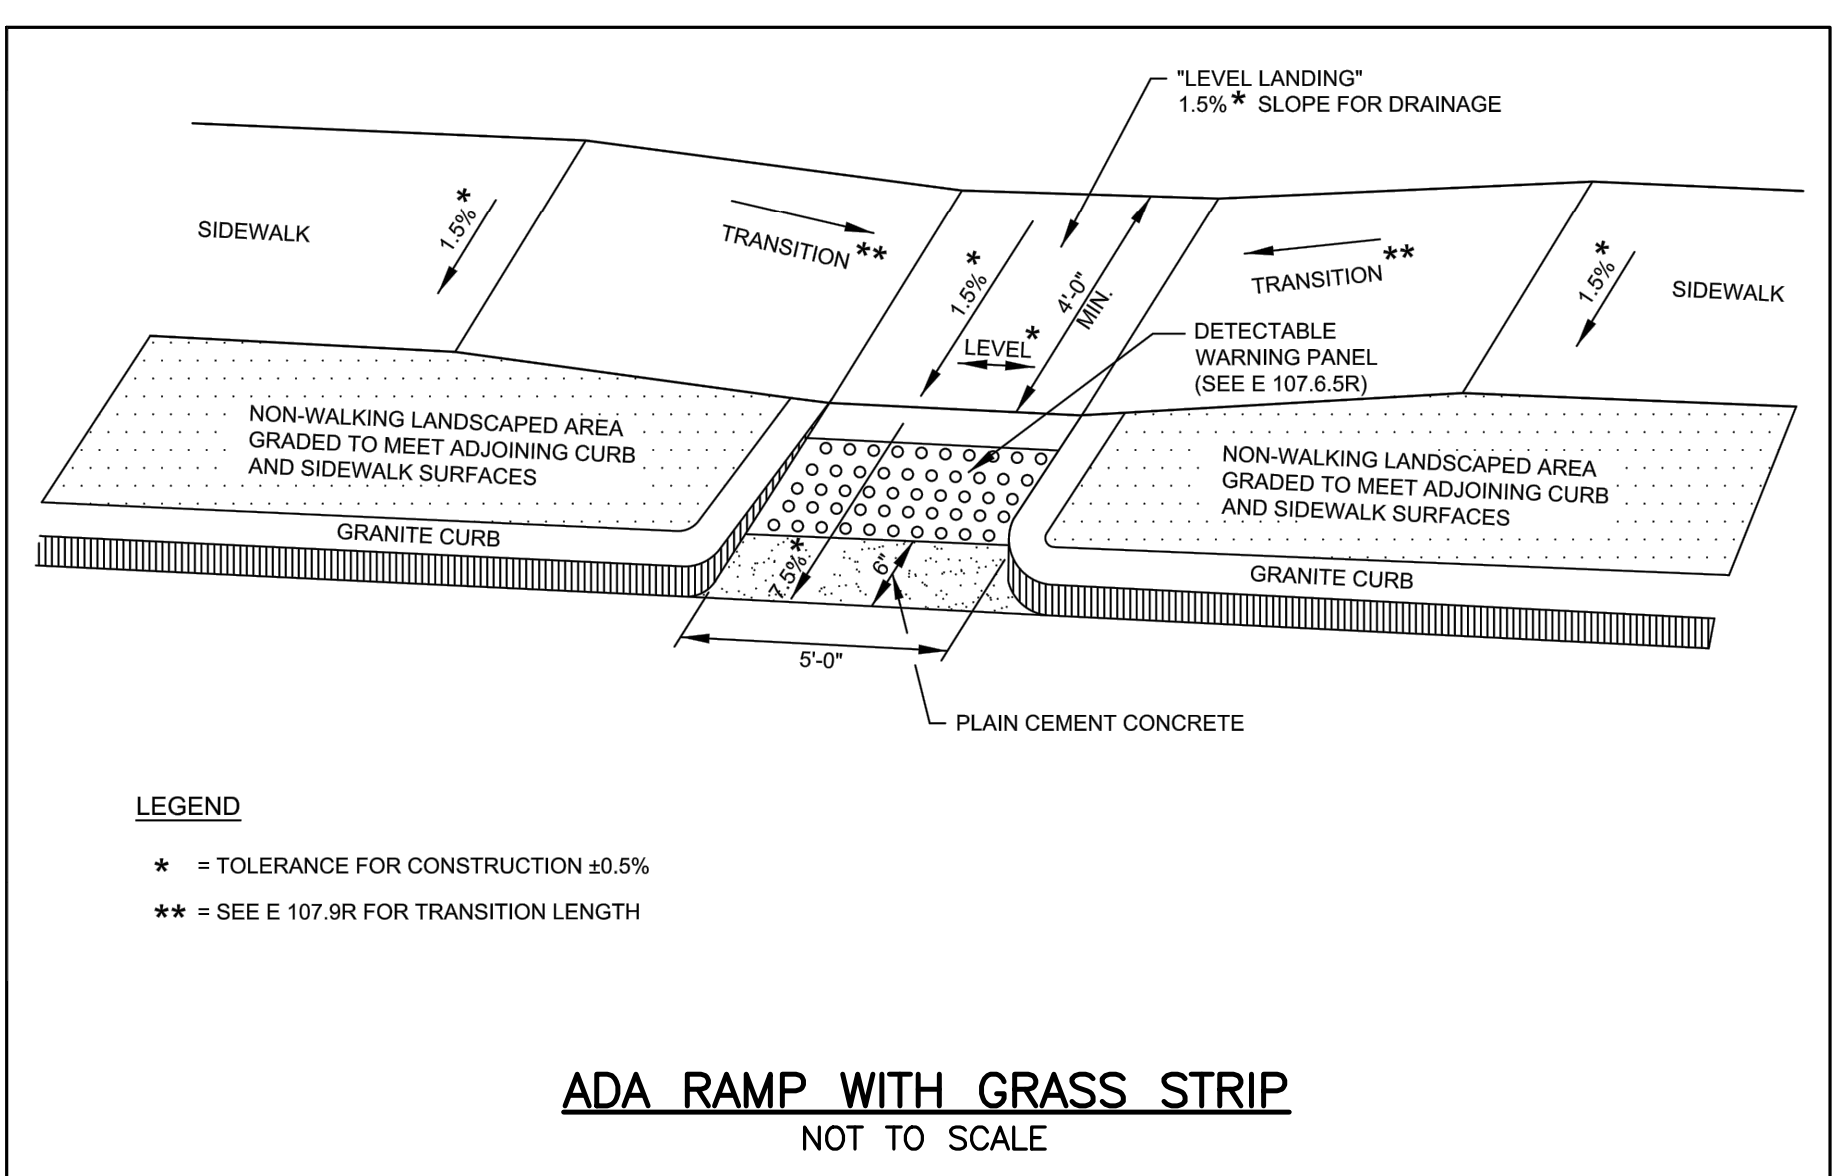 "LEVEL LANDING"
1.5%* SLOPE FOR DRAINAGE
SIDEWALK
1.5%*
TRANSITION**
1.5%*
4'-0"
MIN.
LEVEL*
TRANSITION**
1.5%*
SIDEWALK
DETECTABLE
WARNING PANEL
(SEE E 107.6.5R)
NON-WALKING LANDSCAPED AREA
GRADED TO MEET ADJOINING CURB
AND SIDEWALK SURFACES
NON-WALKING LANDSCAPED AREA
GRADED TO MEET ADJOINING CURB
AND SIDEWALK SURFACES
GRANITE CURB
7.5%*
6"
GRANITE CURB
5'-0"
PLAIN CEMENT CONCRETE
LEGEND
* = TOLERANCE FOR CONSTRUCTION ±0.5%
** = SEE E 107.9R FOR TRANSITION LENGTH
ADA RAMP WITH GRASS STRIP
NOT TO SCALE